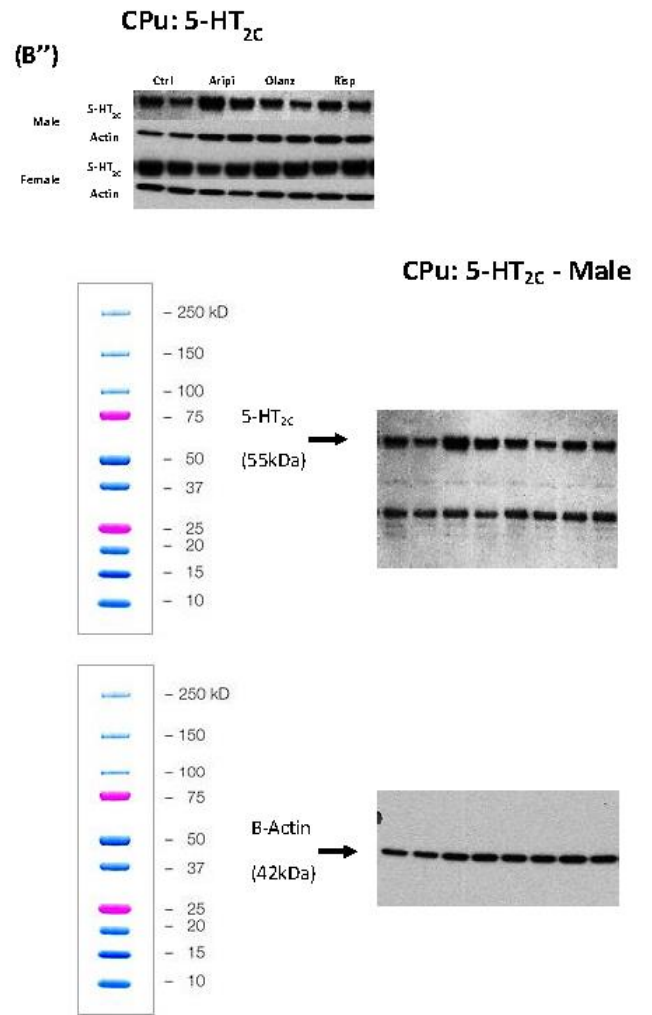 CPu: 5-HT2C
(B’’)
Ctrl Aripi Olanz Risp
Male 5-HT2C
Actin
Female 5-HT2C
Actin
CPu: 5-HT2C - Male
– 250 kD
– 150
– 100
– 75
– 50
– 37
– 25
– 20
– 15
– 10
5-HT2C
(55kDa)
– 250 kD
– 150
– 100
– 75
– 50
– 37
– 25
– 20
– 15
– 10
B-Actin
(42kDa)